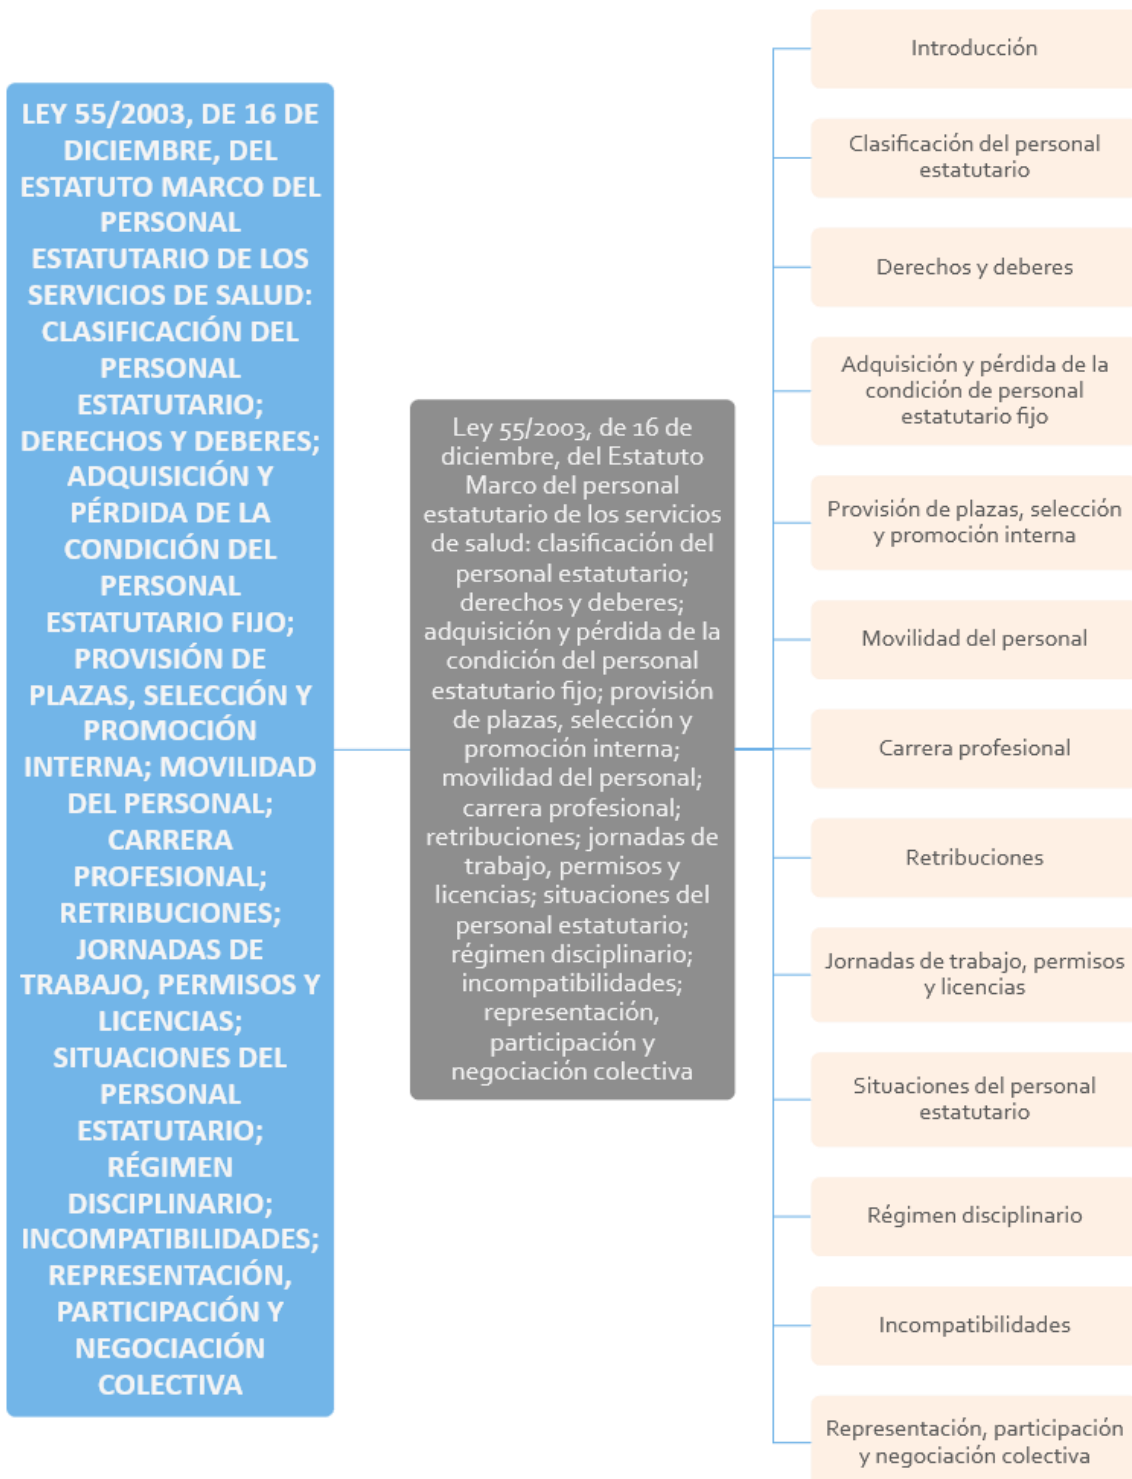 LEY 55/2003, DE 16 DE
DICIEMBRE, DEL
ESTATUTO MARCO DEL
PERSONAL
ESTATUTARIO DE LOS
SERVICIOS DE SALUD:
CLASIFICACIÓN DEL
PERSONAL
ESTATUTARIO;
DERECHOS Y DEBERES;
ADQUISICIÓN Y
PÉRDIDA DE LA
CONDICIÓN DEL
PERSONAL
ESTATUTARIO FIJO;
PROVISIÓN DE
PLAZAS, SELECCIÓN Y
PROMOCIÓN
INTERNA; MOVILIDAD
DEL PERSONAL;
CARRERA
PROFESIONAL;
RETRIBUCIONES;
JORNADAS DE
TRABAJO, PERMISOS Y
LICENCIAS;
SITUACIONES DEL
PERSONAL
ESTATUTARIO;
RÉGIMEN
DISCIPLINARIO;
INCOMPATIBILIDADES;
REPRESENTACIÓN,
PARTICIPACIÓN Y
NEGOCIACIÓN
COLECTIVA
Ley 55/2003, de 16 de
diciembre, del Estatuto
Marco del personal
estatutario de los servicios
de salud: clasificación del
personal estatutario;
derechos y deberes;
adquisición y pérdida de la
condición del personal
estatutario fijo; provisión
de plazas, selección y
promoción interna;
movilidad del personal;
carrera profesional;
retribuciones; jornadas de
trabajo, permisos y
licencias; situaciones del
personal estatutario;
régimen disciplinario;
incompatibilidades;
representación,
participación y
negociación colectiva
Introducción
Clasificación del personal
estatutario
Derechos y deberes
Adquisición y pérdida de la
condición de personal
estatutario fijo
Provisión de plazas, selección
y promoción interna
Movilidad del personal
Carrera profesional
Retribuciones
Jornadas de trabajo, permisos
y licencias
Situaciones del personal
estatutario
Régimen disciplinario
Incompatibilidades
Representación, participación
y negociación colectiva